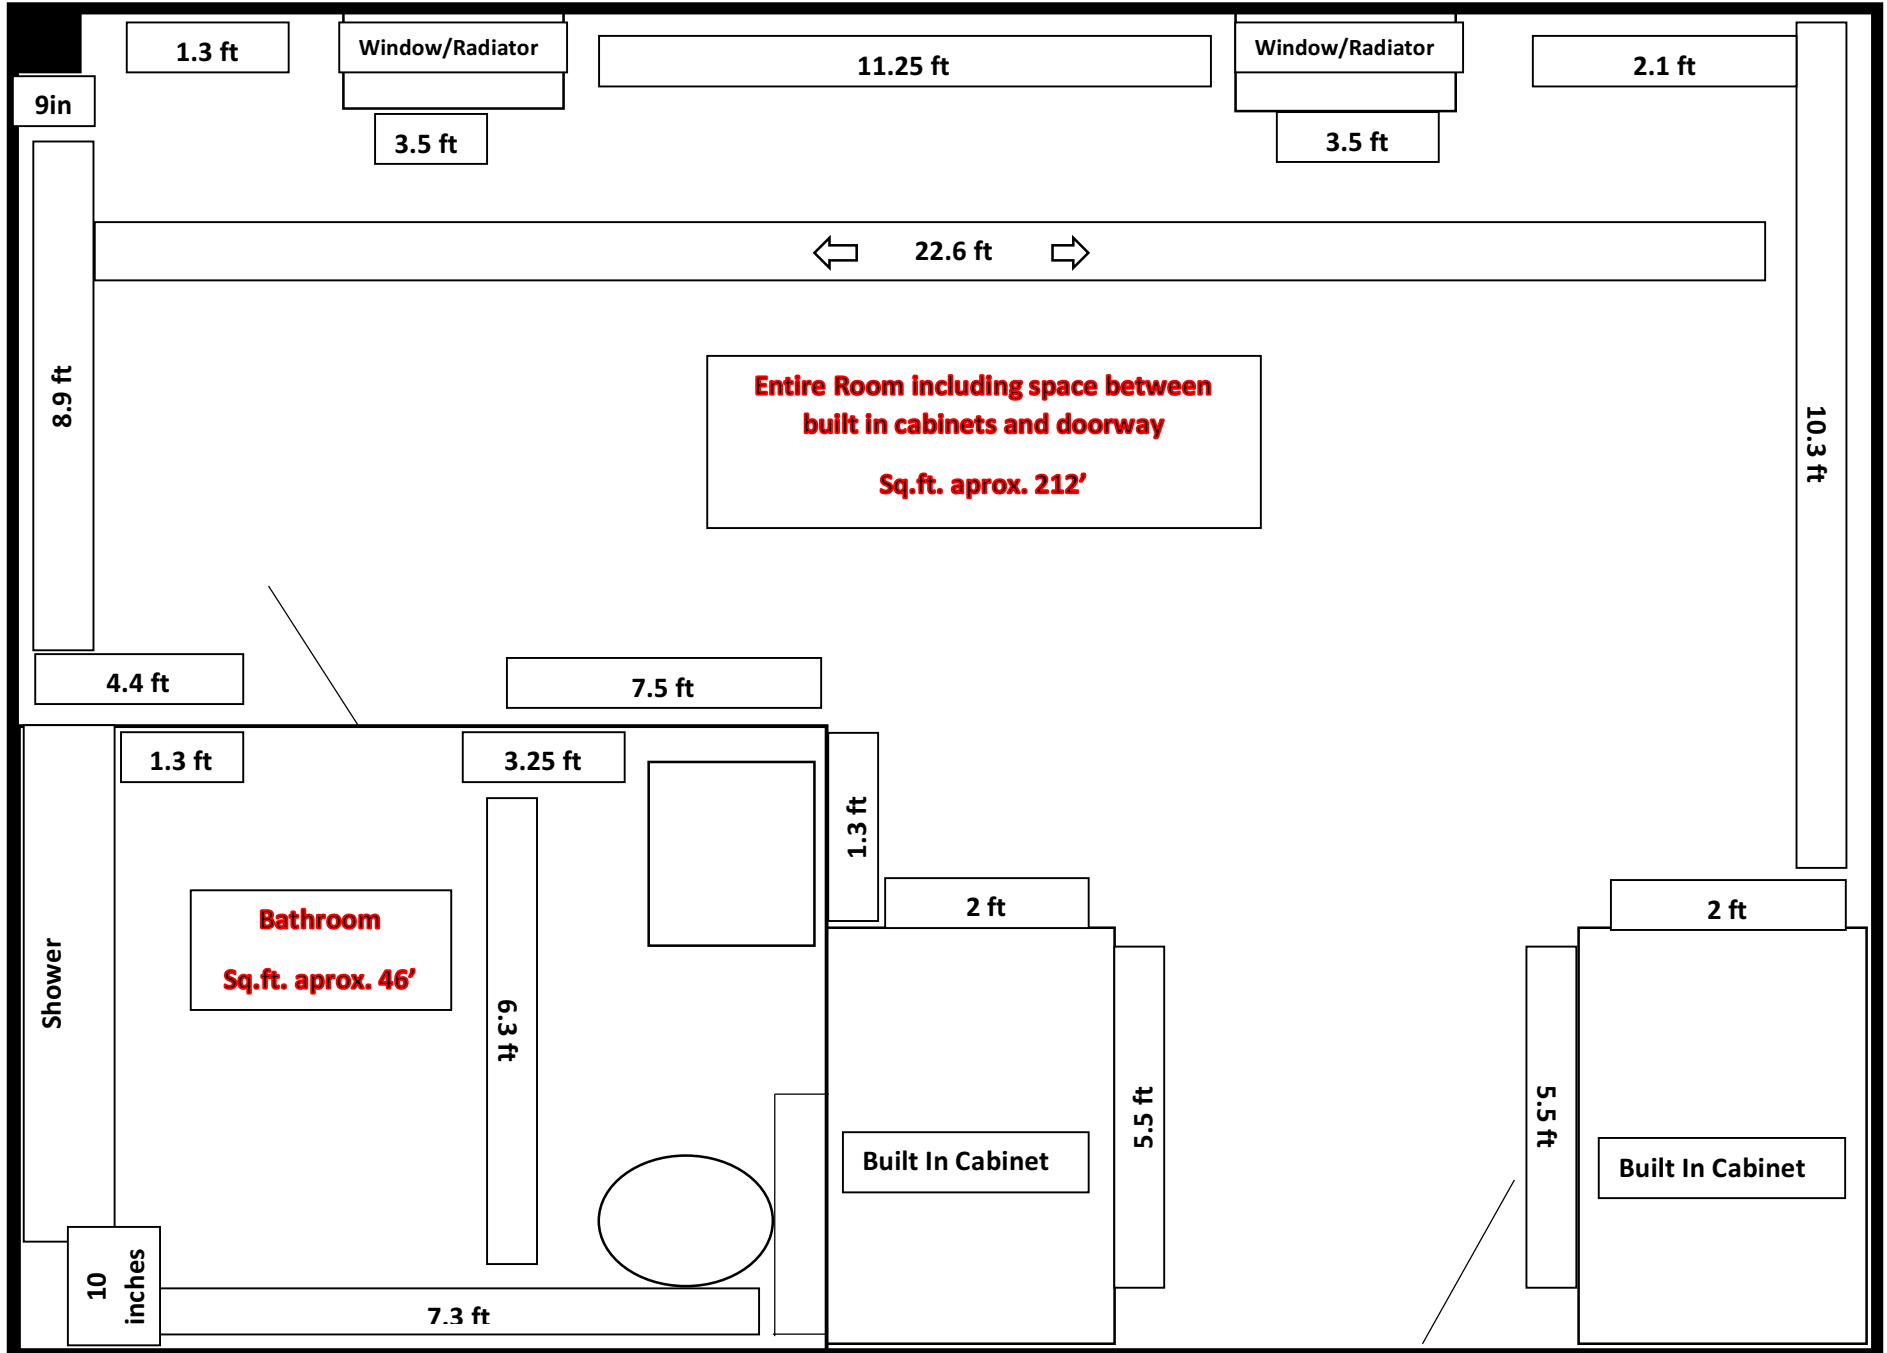 1.3 ft
Window/Radiator
11.25 ft
Window/Radiator
2.1 ft
9in
3.5 ft
3.5 ft
22.6 ft
8.9 ft
Entire Room including space between
built in cabinets and doorway
Sq.ft. aprox. 212’
10.3 ft
4.4 ft
7.5 ft
1.3 ft
3.25 ft
1.3 ft
2 ft
2 ft
Bathroom
Sq.ft. aprox. 46’
Shower
6.3 ft
5.5 ft
5.5 ft
Built In Cabinet
Built In Cabinet
10
inches
7.3 ft